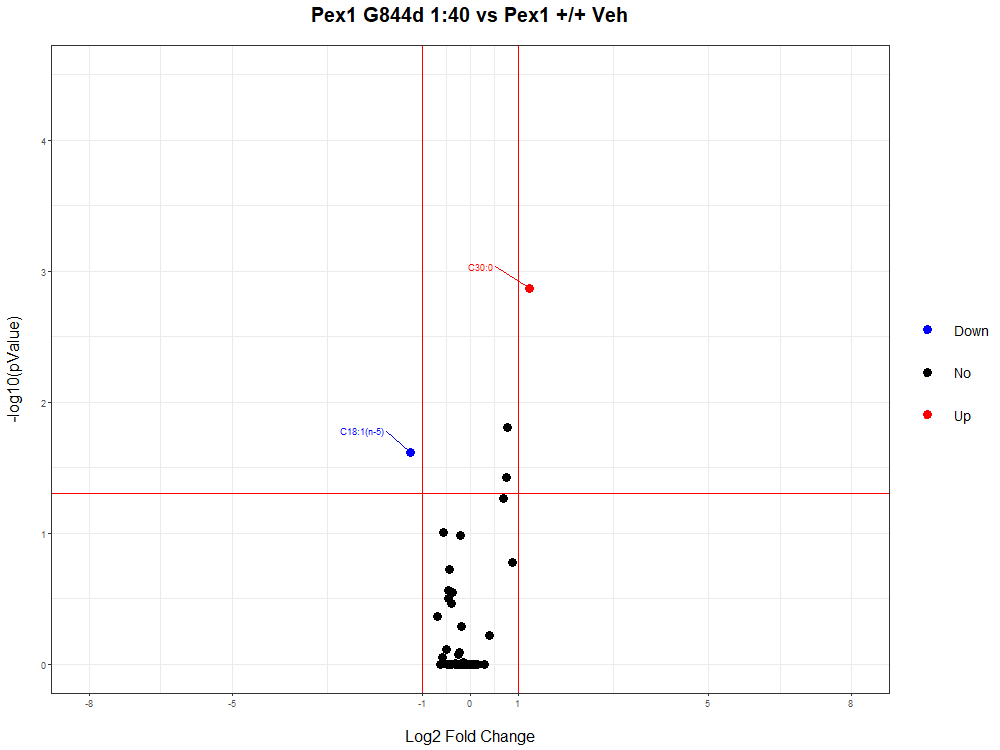 Pex1 G844d 1:40 vs Pex1 +/+ Veh
4
3
2
1
0
-log10(pValue)
C30:0
C18:1(n-5)
-8
-5
-1
0
1
5
8
Log2 Fold Change
Down
No
Up